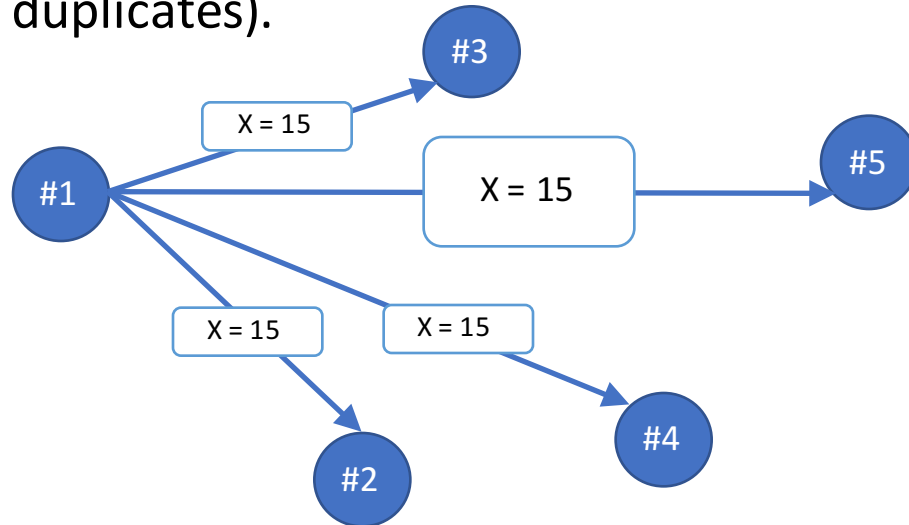 duplicates).
#3
X = 15
#5
#1
X = 15
X = 15
X = 15
#4
#2